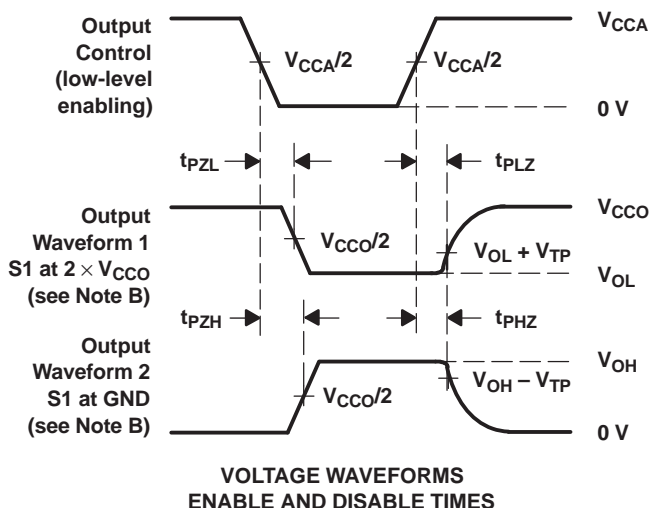 Output
Control
(low-level
enabling)
VCCA
VCCA/2
VCCA/2
0 V
tPZL
tPLZ
Output
Waveform 1
S1 at 2 × VCCO
(see Note B)
VCCO
VCCO/2
VOL + VTP
VOL
tPZH
tPHZ
Output
Waveform 2
S1 at GND
(see Note B)
VOH
VOH − VTP
VCCO/2
0 V
VOLTAGE WAVEFORMS
ENABLE AND DISABLE TIMES